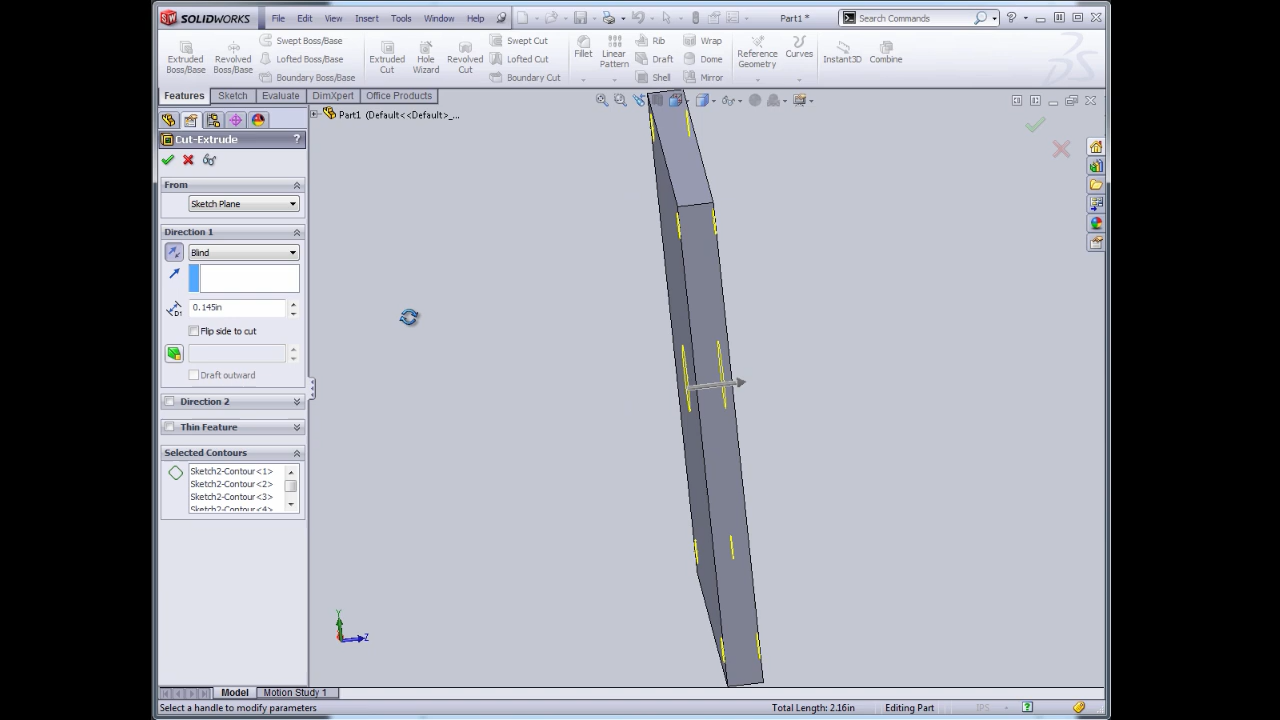 SOLIDWORKS File Edit View Insert Tools Window Help Part1 * Search Commands
Extruded Boss/Base
Revolved Boss/Base
Swept Boss/Base
Lofted Boss/Base
Boundary Boss/Base
Extruded Cut
Hole Wizard
Revolved Cut
Swept Cut
Lofted Cut
Boundary Cut
Fillet
Linear Pattern
Rib
Draft
Shell
Wrap
Dome
Mirror
Reference Geometry
Curves
Instant3D
Combine
Features Sketch Evaluate DimXpert Office Products
Part1 (Default<<Default>_...
Cut-Extrude ?
From
Sketch Plane
Direction 1
Blind
D1 0.145in
Flip side to cut
Draft outward
Direction 2
Thin Feature
Selected Contours
Sketch2-Contour<1>
Sketch2-Contour<2>
Sketch2-Contour<3>
Sketch2-Contour<4>
Y
Z
Model Motion Study 1
Select a handle to modify parameters Total Length: 2.16in Editing Part IPS ?